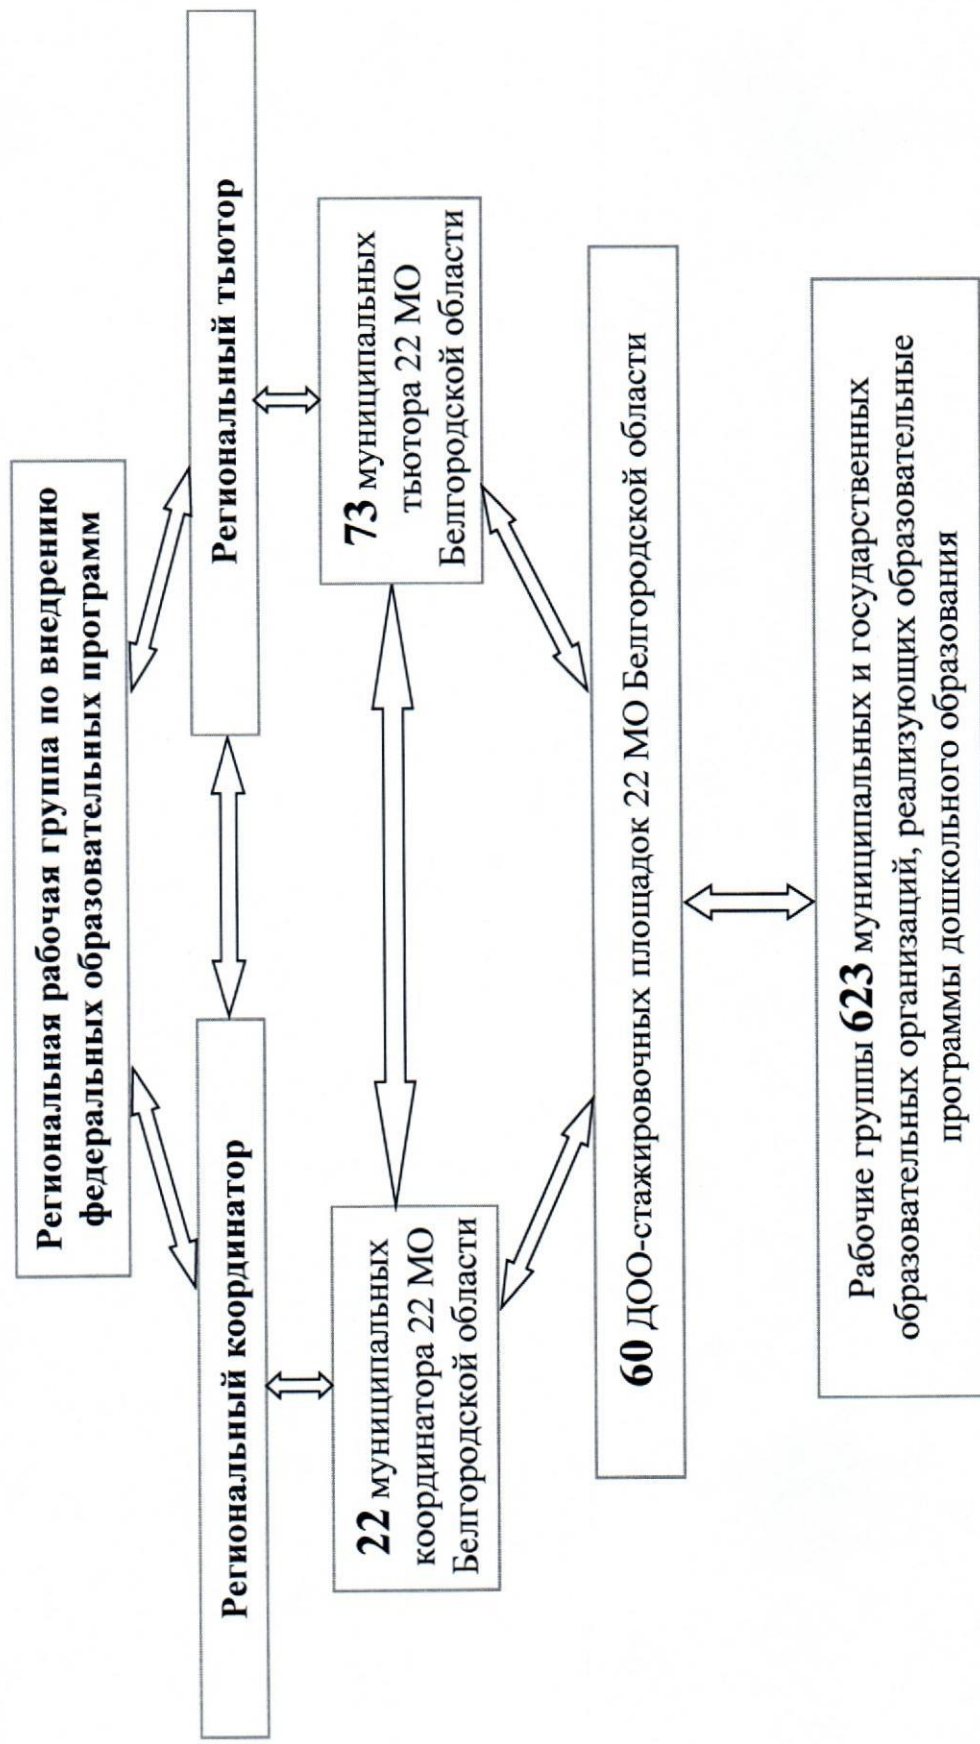 Региональная рабочая группа по внедрению
федеральных образовательных программ
Региональный координатор
Региональный тьютор
22 муниципальных
координатора 22 МО
Белгородской области
73 муниципальных
тьютора 22 МО
Белгородской области
60 ДОО-стажировочных площадок 22 МО Белгородской области
Рабочие группы 623 муниципальных и государственных
образовательных организаций, реализующих образовательные
программы дошкольного образования